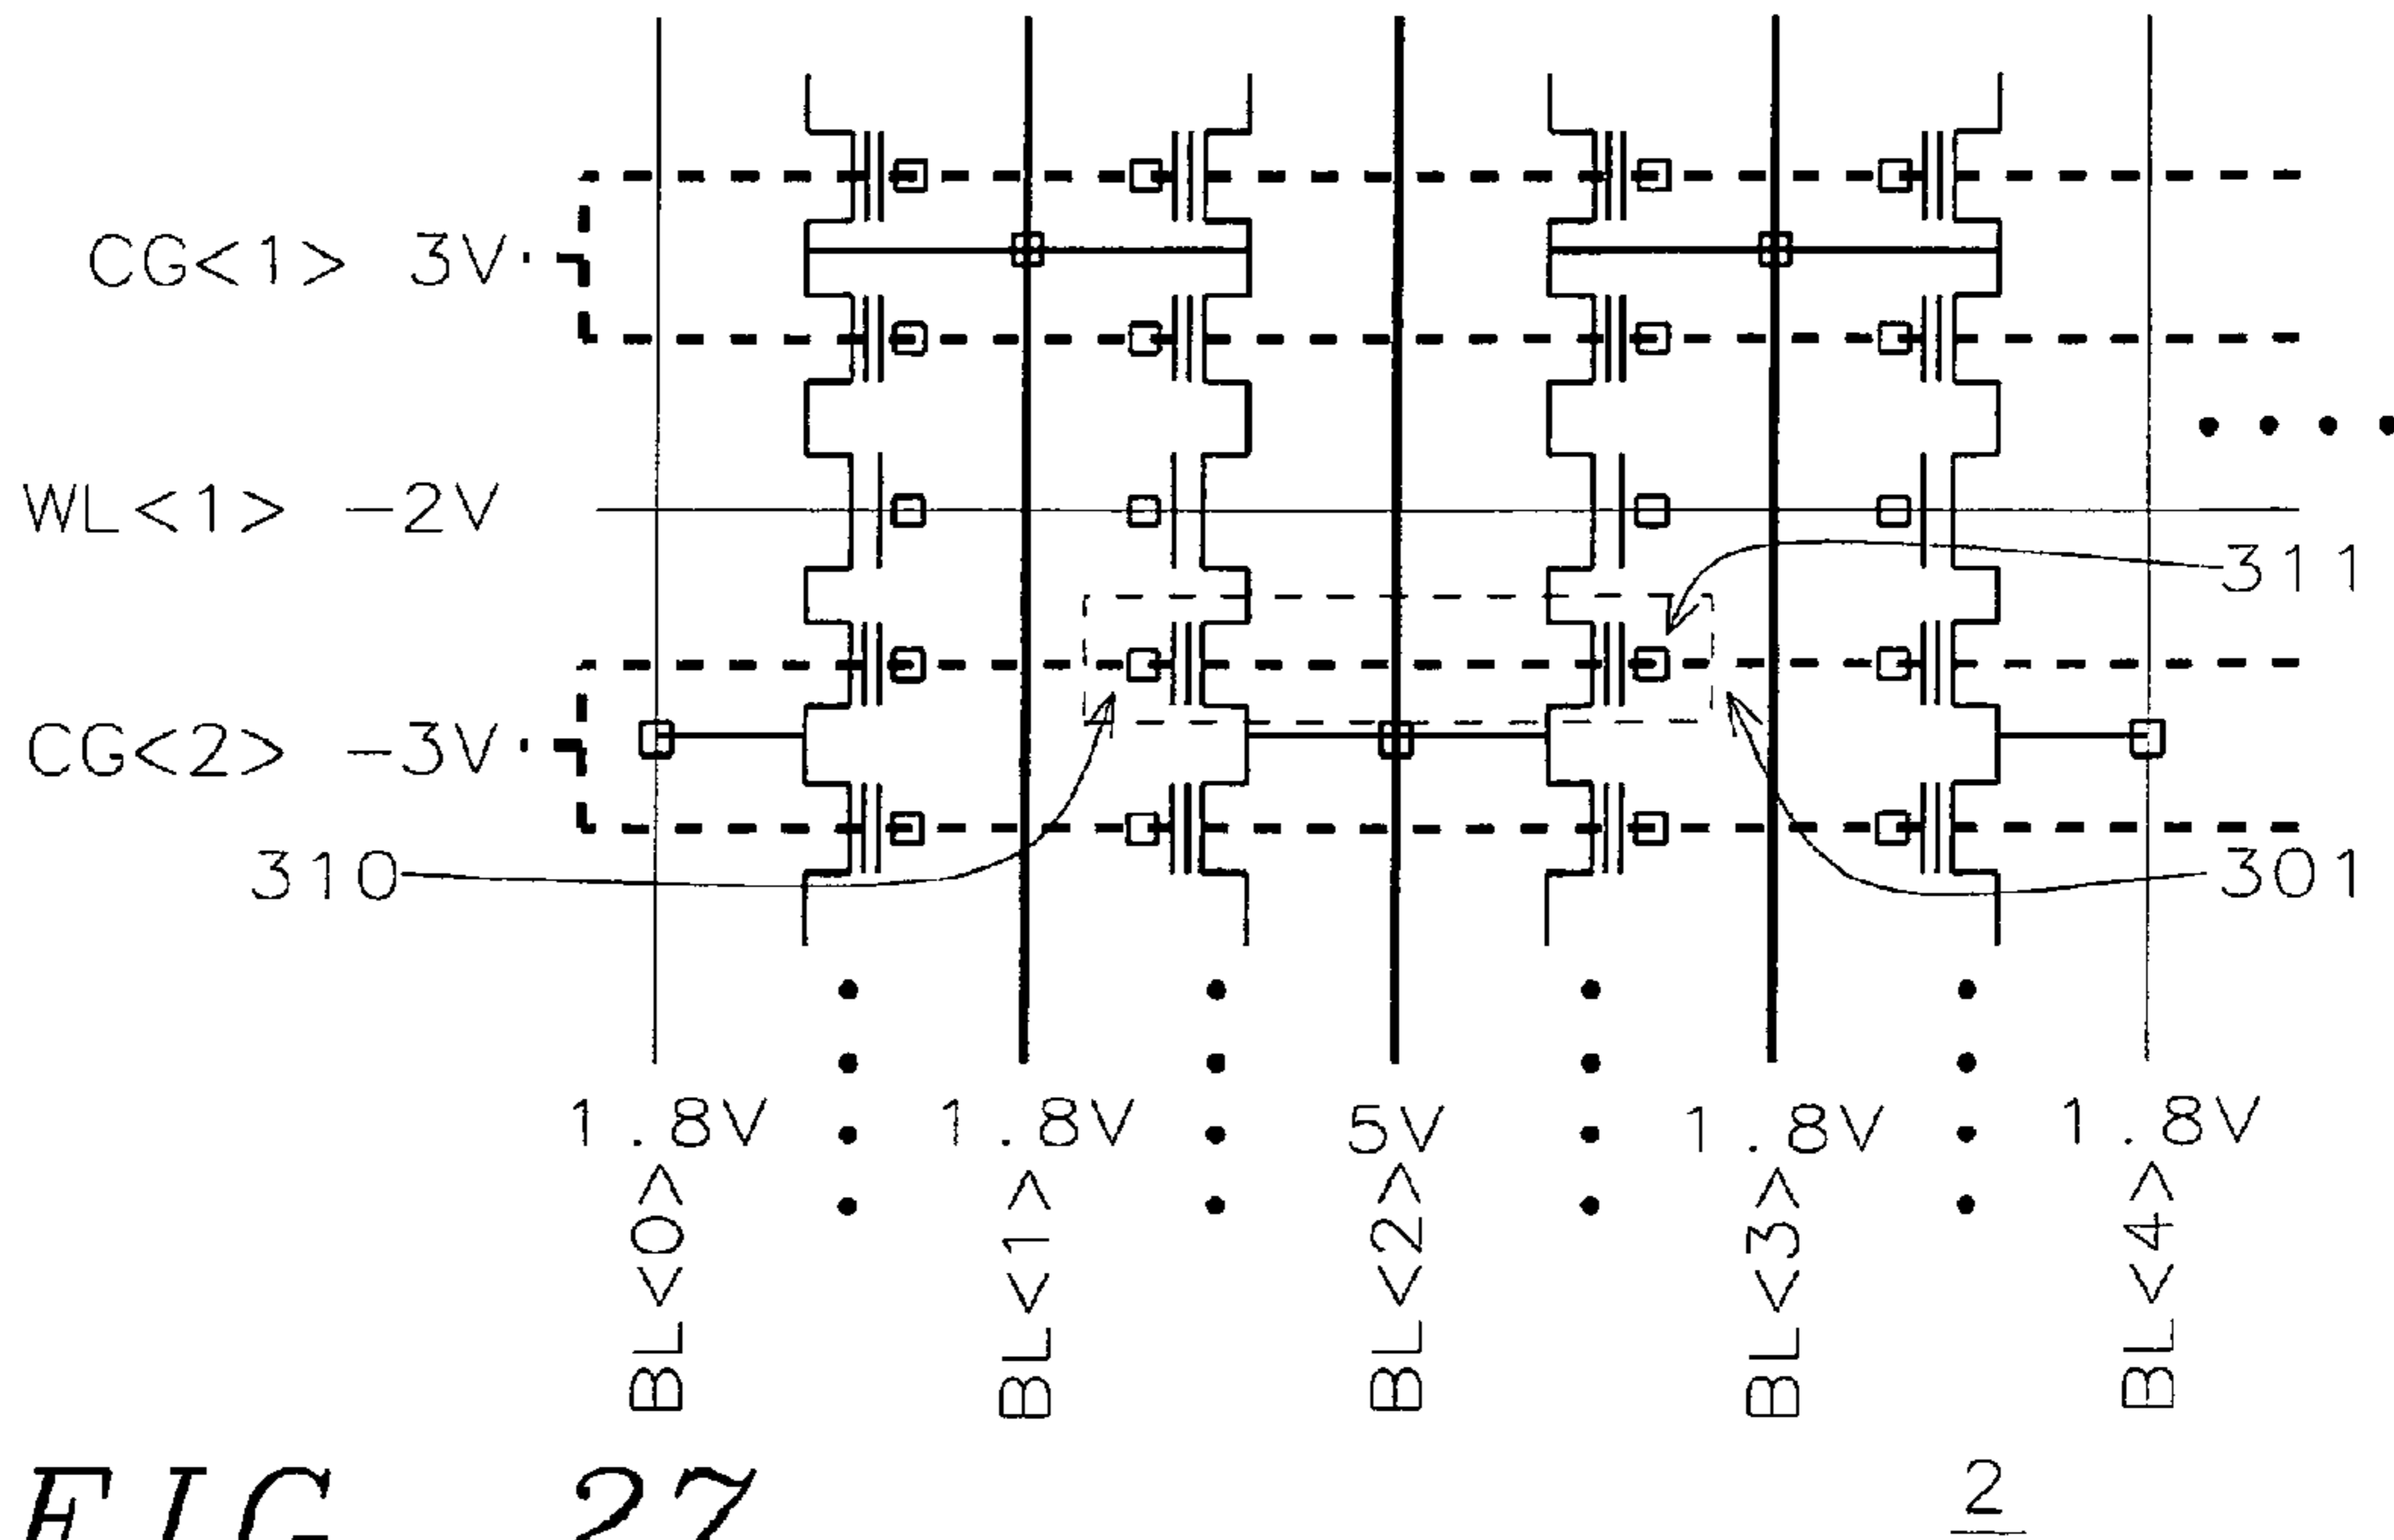 CG<1> 3V
WL<1> -2V
311
CG<2> -3V
310
301
1.8V 1.8V 5V 1.8V 1.8V
BL<0> BL<1> BL<2> BL<3> BL<4>
FIG 27
2